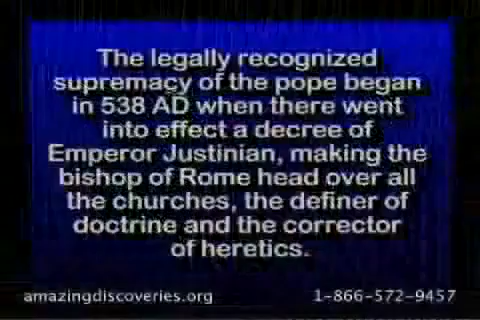 The legally recognized
supremacy of the pope began
in 538 AD when there went
into effect a decree of
Emperor Justinian, making the
bishop of Rome head over all
the churches, the definer of
doctrine and the corrector
of heretics.
amazingdiscoveries.org 1-866-572-9457